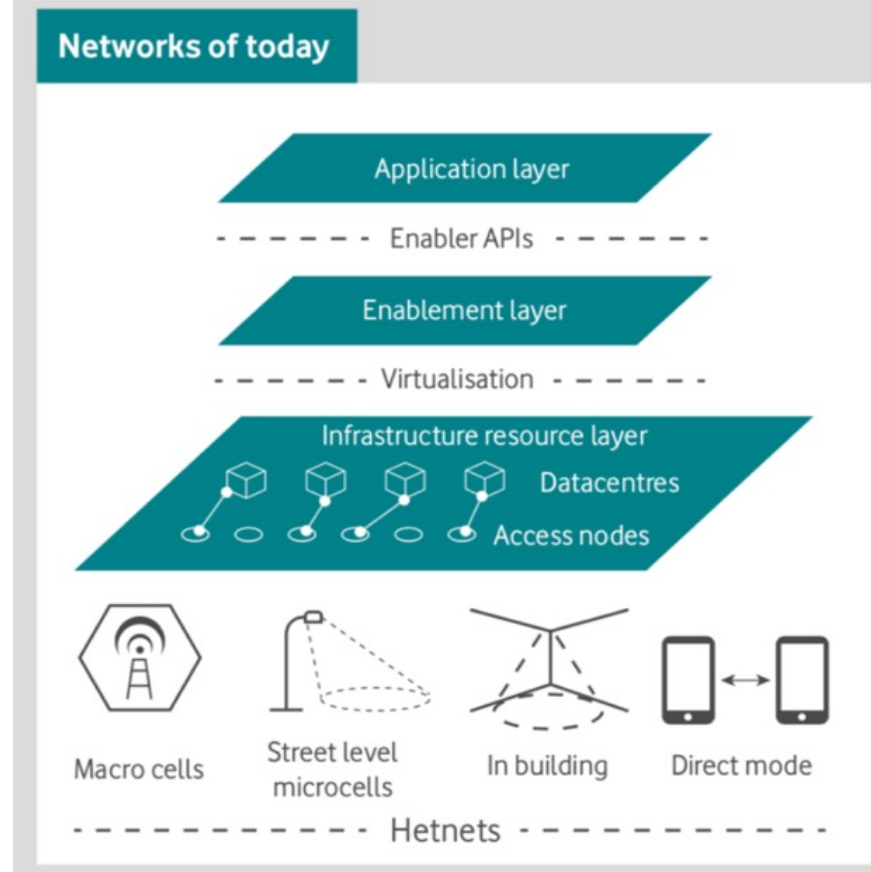 Networks of today
Application layer
Enabler APIs
Enablement layer
Virtualisation
Infrastructure resource layer
Datacentres
Access nodes
Macro cells
Street level
microcells
In building
Direct mode
Hetnets